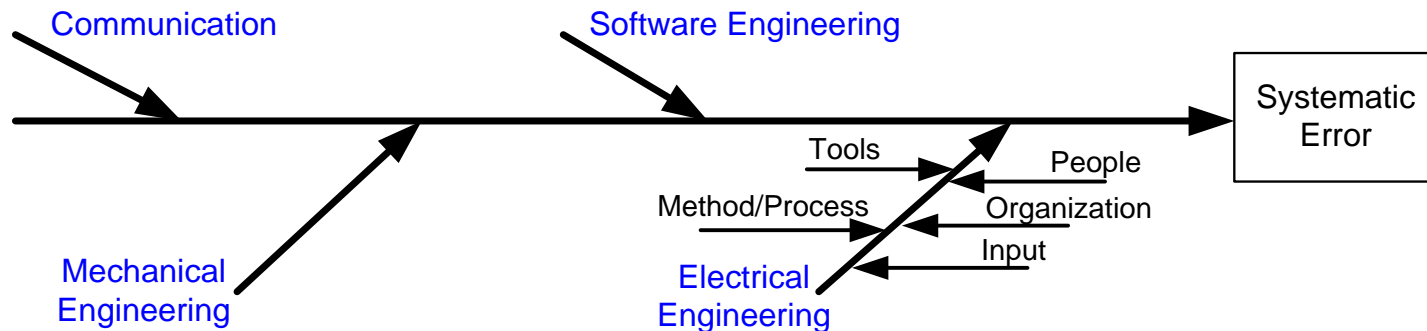 Communication
Software Engineering
Systematic
Error
Tools
People
Method/Process
Organization
Input
Mechanical
Engineering
Electrical
Engineering